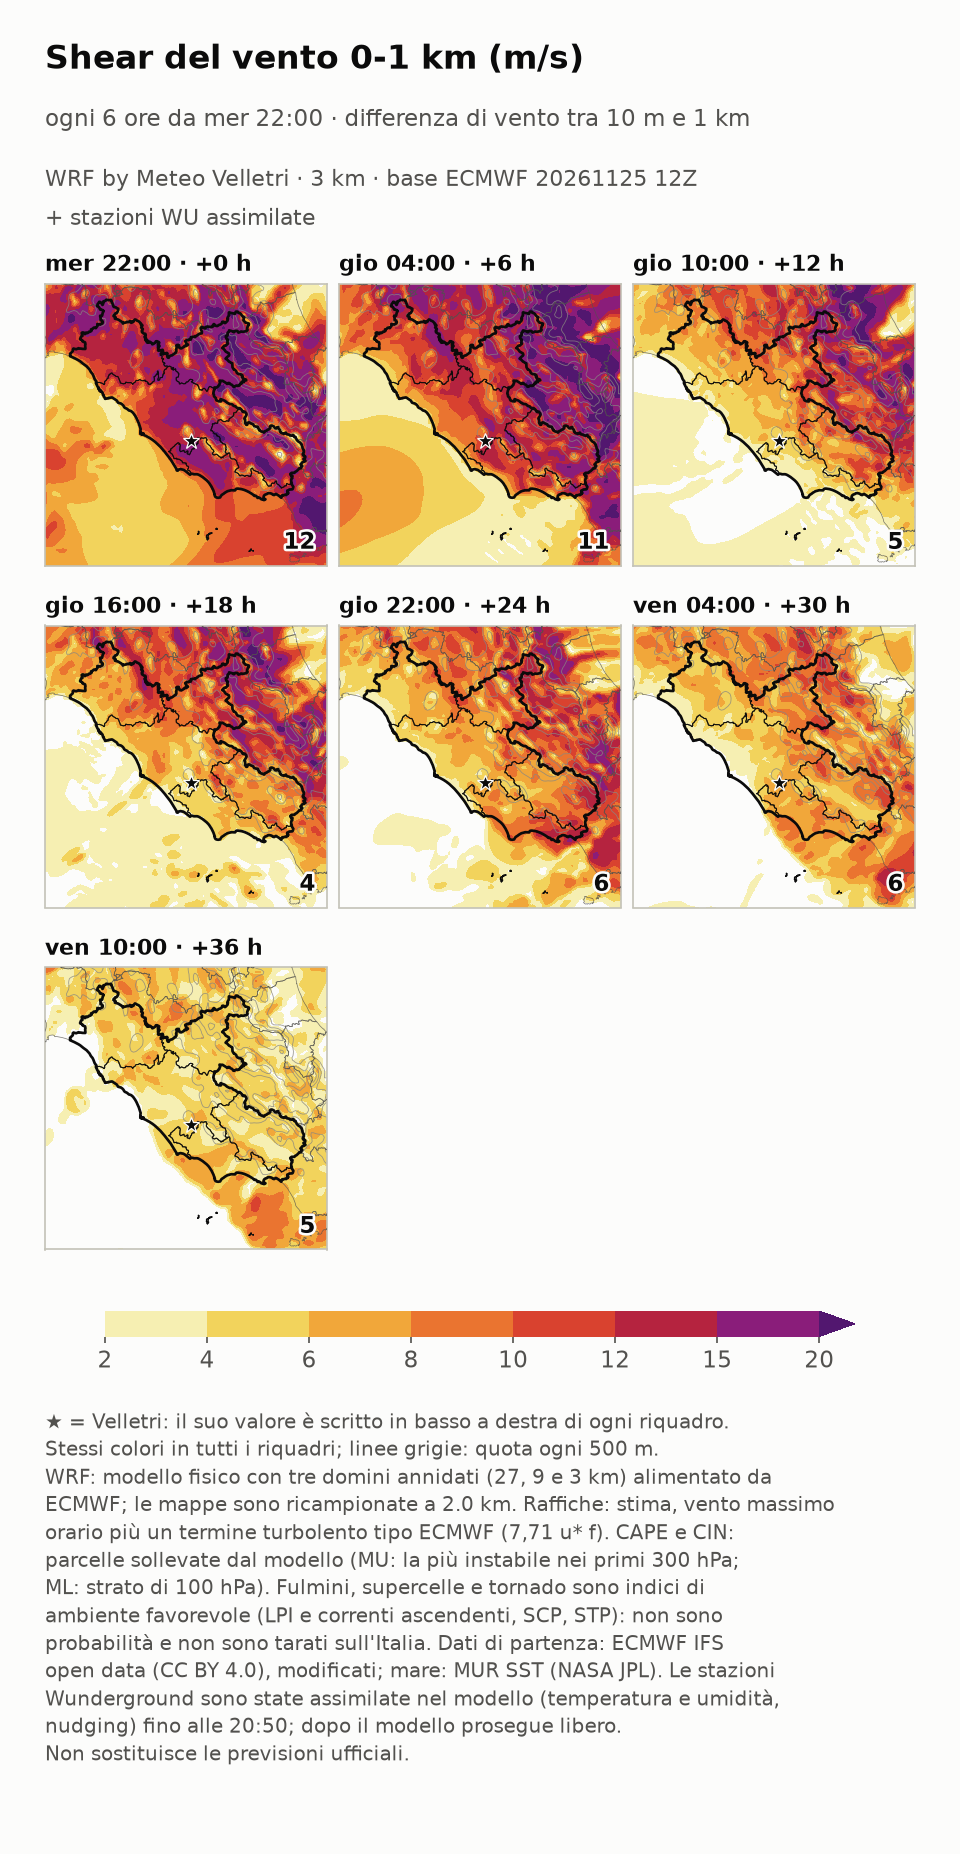 Shear del vento 0-1 km (m/s)
ogni 6 ore da mer 22:00 · differenza di vento tra 10 m e 1 km
WRF by Meteo Velletri · 3 km · base ECMWF 20261125 12Z
+ stazioni WU assimilate
mer 22:00 · +0 h
gio 04:00 · +6 h
gio 10:00 · +12 h
12
11
5
gio 16:00 · +18 h
gio 22:00 · +24 h
ven 04:00 · +30 h
4
6
6
ven 10:00 · +36 h
5
2 4 6 8 10 12 15 20
★ = Velletri: il suo valore è scritto in basso a destra di ogni riquadro.
Stessi colori in tutti i riquadri; linee grigie: quota ogni 500 m.
WRF: modello fisico con tre domini annidati (27, 9 e 3 km) alimentato da
ECMWF; le mappe sono ricampionate a 2.0 km. Raffiche: stima, vento massimo
orario più un termine turbolento tipo ECMWF (7,71 u* f). CAPE e CIN:
parcelle sollevate dal modello (MU: la più instabile nei primi 300 hPa;
ML: strato di 100 hPa). Fulmini, supercelle e tornado sono indici di
ambiente favorevole (LPI e correnti ascendenti, SCP, STP): non sono
probabilità e non sono tarati sull'Italia. Dati di partenza: ECMWF IFS
open data (CC BY 4.0), modificati; mare: MUR SST (NASA JPL). Le stazioni
Wunderground sono state assimilate nel modello (temperatura e umidità,
nudging) fino alle 20:50; dopo il modello prosegue libero.
Non sostituisce le previsioni ufficiali.